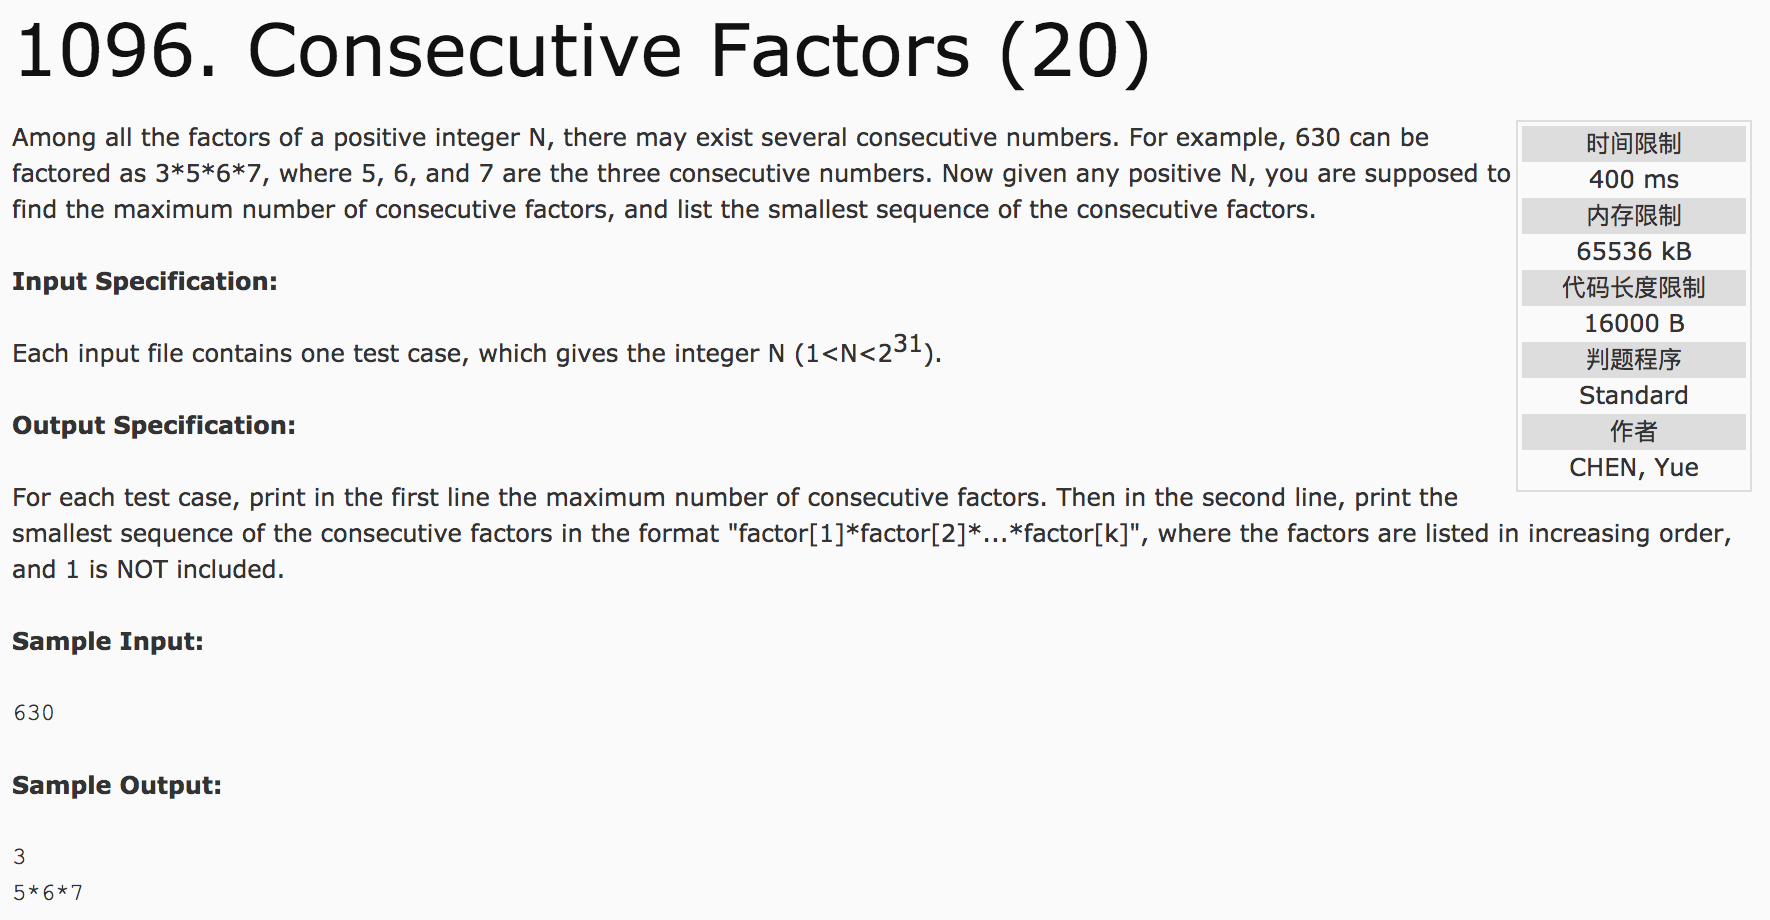 1096. Consecutive Factors (20)
Among all the factors of a positive integer N, there may exist several consecutive numbers. For example, 630 can be
factored as 3*5*6*7, where 5, 6, and 7 are the three consecutive numbers. Now given any positive N, you are supposed to
find the maximum number of consecutive factors, and list the smallest sequence of the consecutive factors.
时间限制
400 ms
内存限制
65536 kB
代码长度限制
16000 B
判题程序
Standard
作者
CHEN, Yue
Input Specification:
Each input file contains one test case, which gives the integer N (1<N<2^31).
Output Specification:
For each test case, print in the first line the maximum number of consecutive factors. Then in the second line, print the
smallest sequence of the consecutive factors in the format "factor[1]*factor[2]*...*factor[k]", where the factors are listed in increasing order,
and 1 is NOT included.
Sample Input:
630
Sample Output:
3
5*6*7